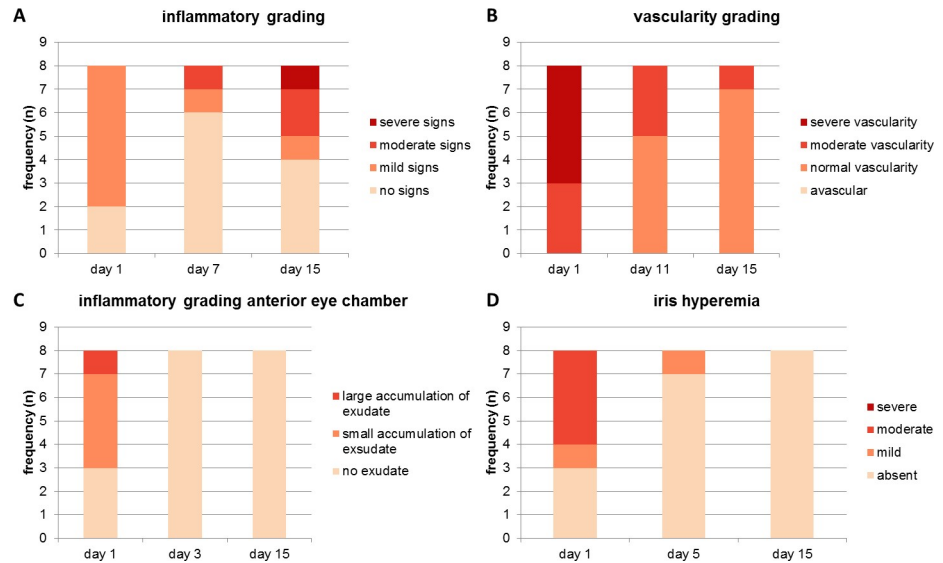 A
inflammatory grading
frequency (n)
9
8
7
6
5
4
3
2
1
0
day 1
day 7
day 15
severe signs
moderate signs
mild signs
no signs
B
vascularity grading
frequency (n)
9
8
7
6
5
4
3
2
1
0
day 1
day 11
day 15
severe vascularity
moderate vascularity
normal vascularity
avascular
C
inflammatory grading anterior eye chamber
frequency (n)
9
8
7
6
5
4
3
2
1
0
day 1
day 3
day 15
large accumulation of
exudate
small accumulation of
exsudate
no exudate
D
iris hyperemia
frequency (n)
9
8
7
6
5
4
3
2
1
0
day 1
day 5
day 15
severe
moderate
mild
absent